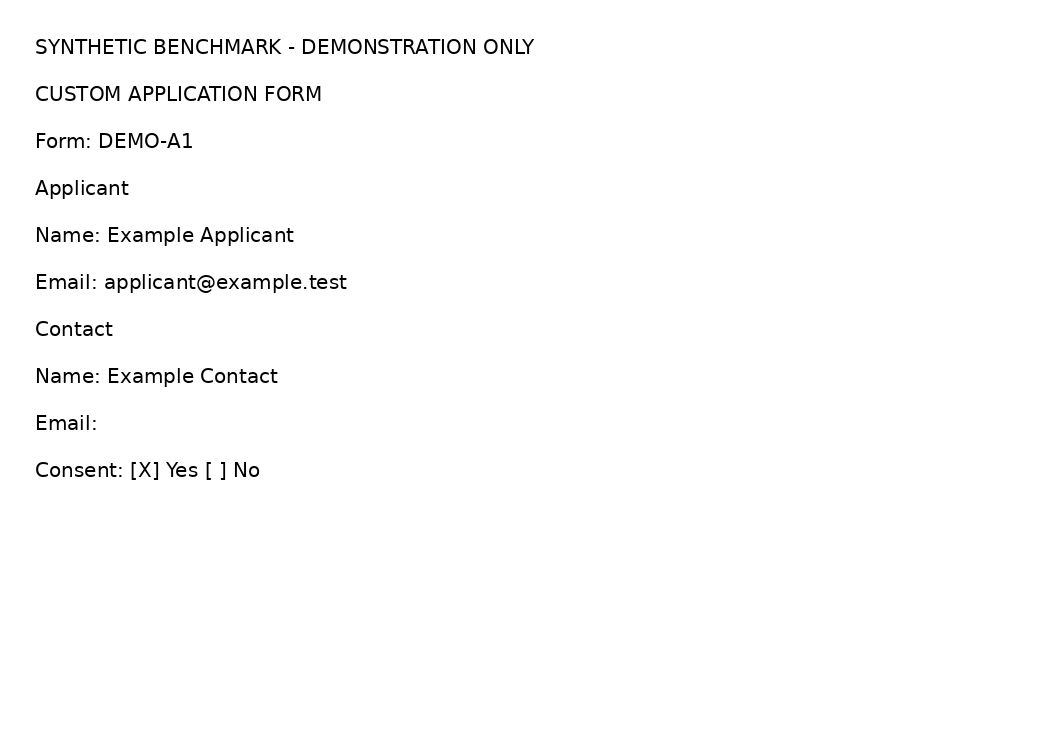 SYNTHETIC BENCHMARK - DEMONSTRATION ONLY
CUSTOM APPLICATION FORM
Form: DEMO-A1
Applicant
Name: Example Applicant
Email: applicant@example.test
Contact
Name: Example Contact
Email:
Consent: [X] Yes [ ] No